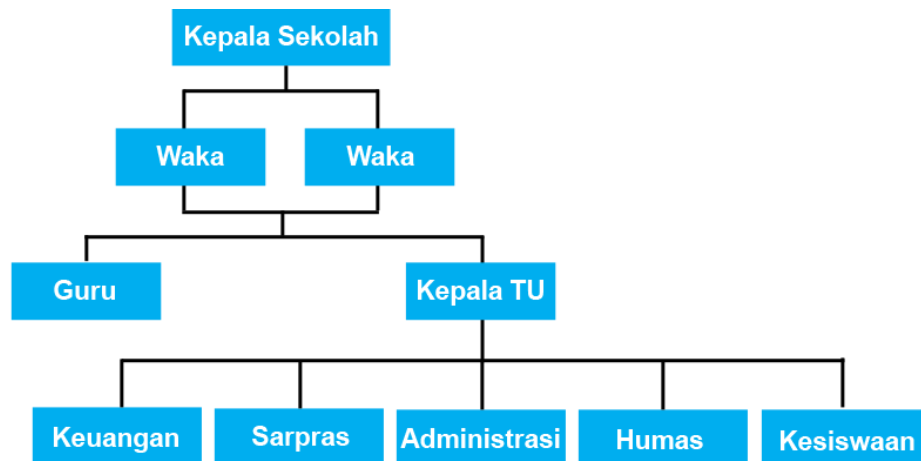 Kepala Sekolah
Waka
Waka
Guru
Kepala TU
Keuangan
Sarpras
Administrasi
Humas
Kesiswaan